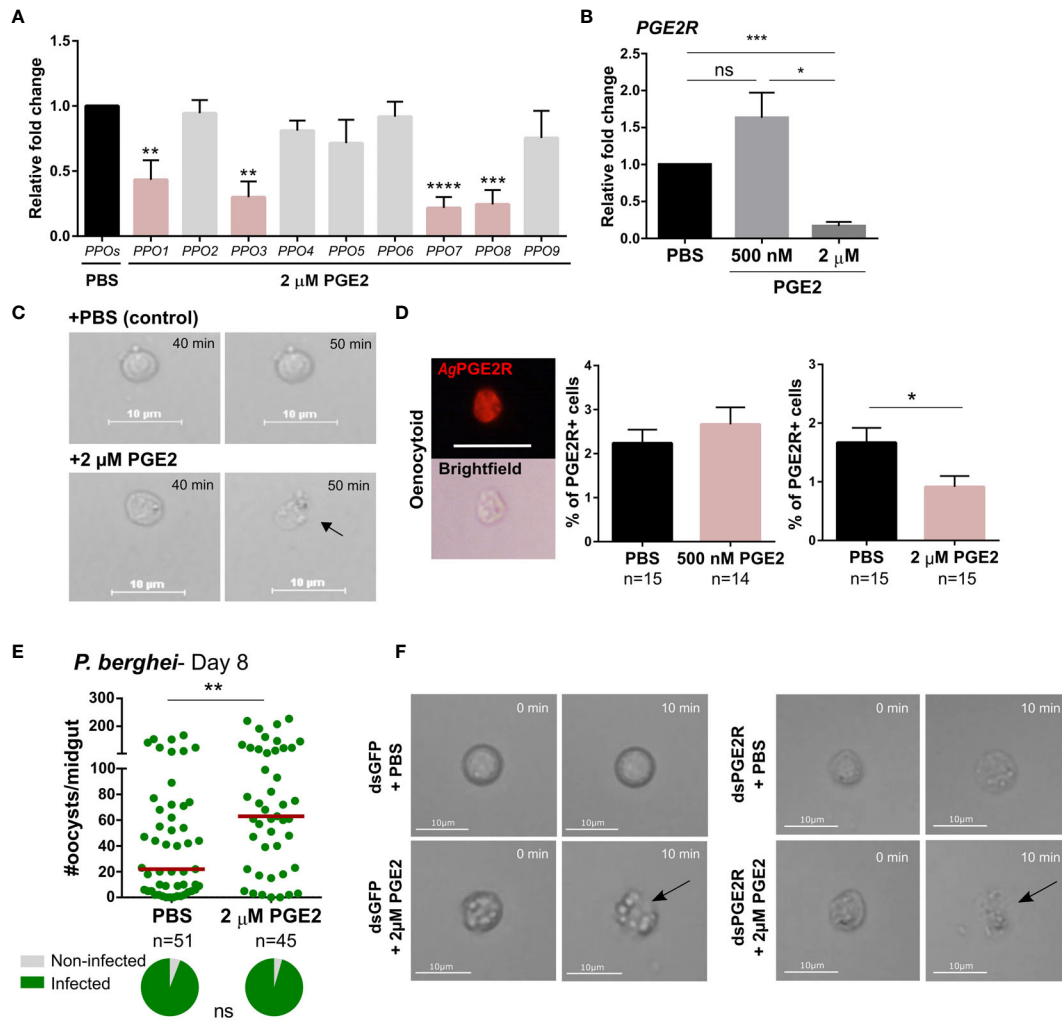 A
Relative fold change
1.5
1.0
0.5
0.0
**
**
****
***
PPOs
PPO1
PPO2
PPO3
PPO4
PPO5
PPO6
PPO7
PPO8
PPO9
PBS
2 µM PGE2
B
PGE2R
Relative fold change
2.5
2.0
1.5
1.0
0.5
0.0
***
ns
*
PBS
500 nM
2 µM
PGE2
C
+PBS (control)
40 min
50 min
10 µm
10 µm
+2 µM PGE2
40 min
50 min
10 µm
10 µm
D
Oenocytoid
AgPGE2R
Brightfield
% of PGE2R+ cells
4
3
2
1
0
PBS
500 nM PGE2
n=15
n=14
% of PGE2R+ cells
3
2
1
0
*
PBS
2 µM PGE2
n=15
n=15
E
P. berghei- Day 8
**
#oocysts/midgut
300
200
100
80
60
40
20
0
PBS
2 µM PGE2
n=51
n=45
Non-infected
Infected
ns
F
dsGFP
+ PBS
0 min
10 min
10µm
10µm
dsGFP
+ 2µM PGE2
0 min
10 min
10µm
10µm
dsPGE2R
+ PBS
0 min
10 min
10µm
10µm
dsPGE2R
+ 2µM PGE2
0 min
10 min
10µm
10µm